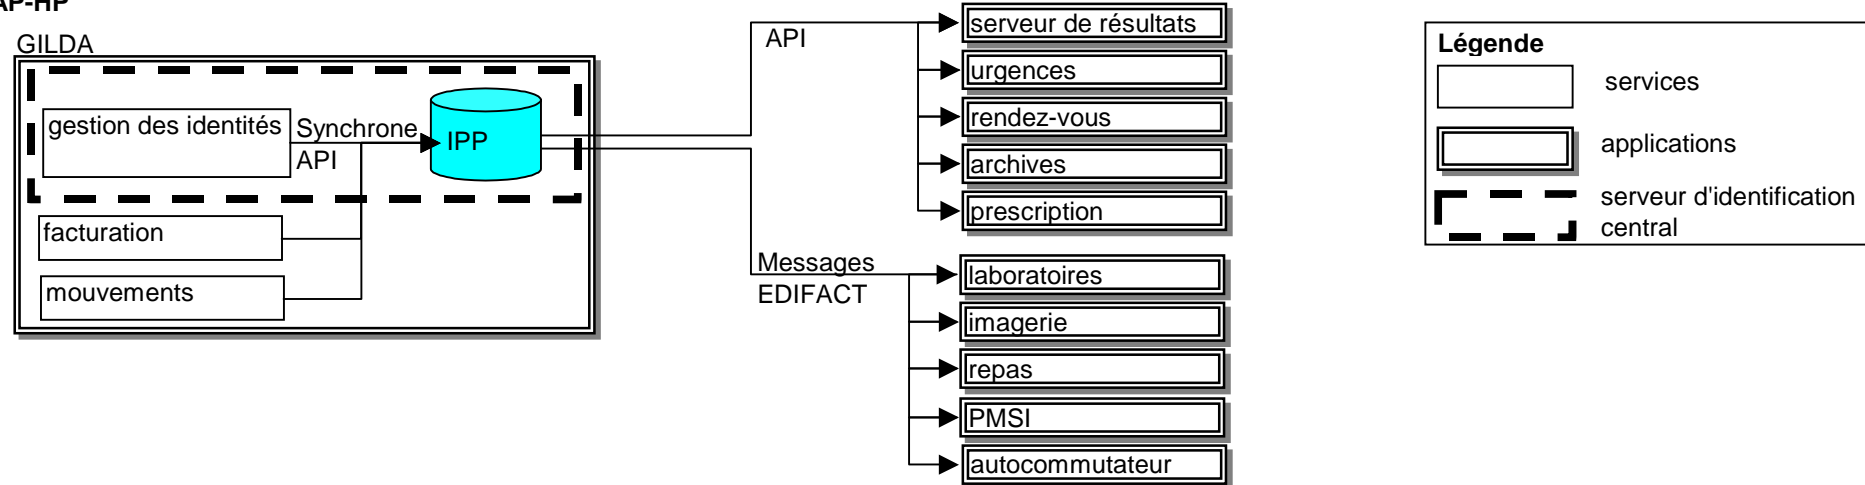 AP-HP
GILDA
gestion des identités
Synchrone
API
IPP
facturation
mouvements
API
serveur de résultats
urgences
rendez-vous
archives
prescription
Messages
EDIFACT
laboratoires
imagerie
repas
PMSI
autocommutateur
Légende
services
applications
serveur d'identification
central